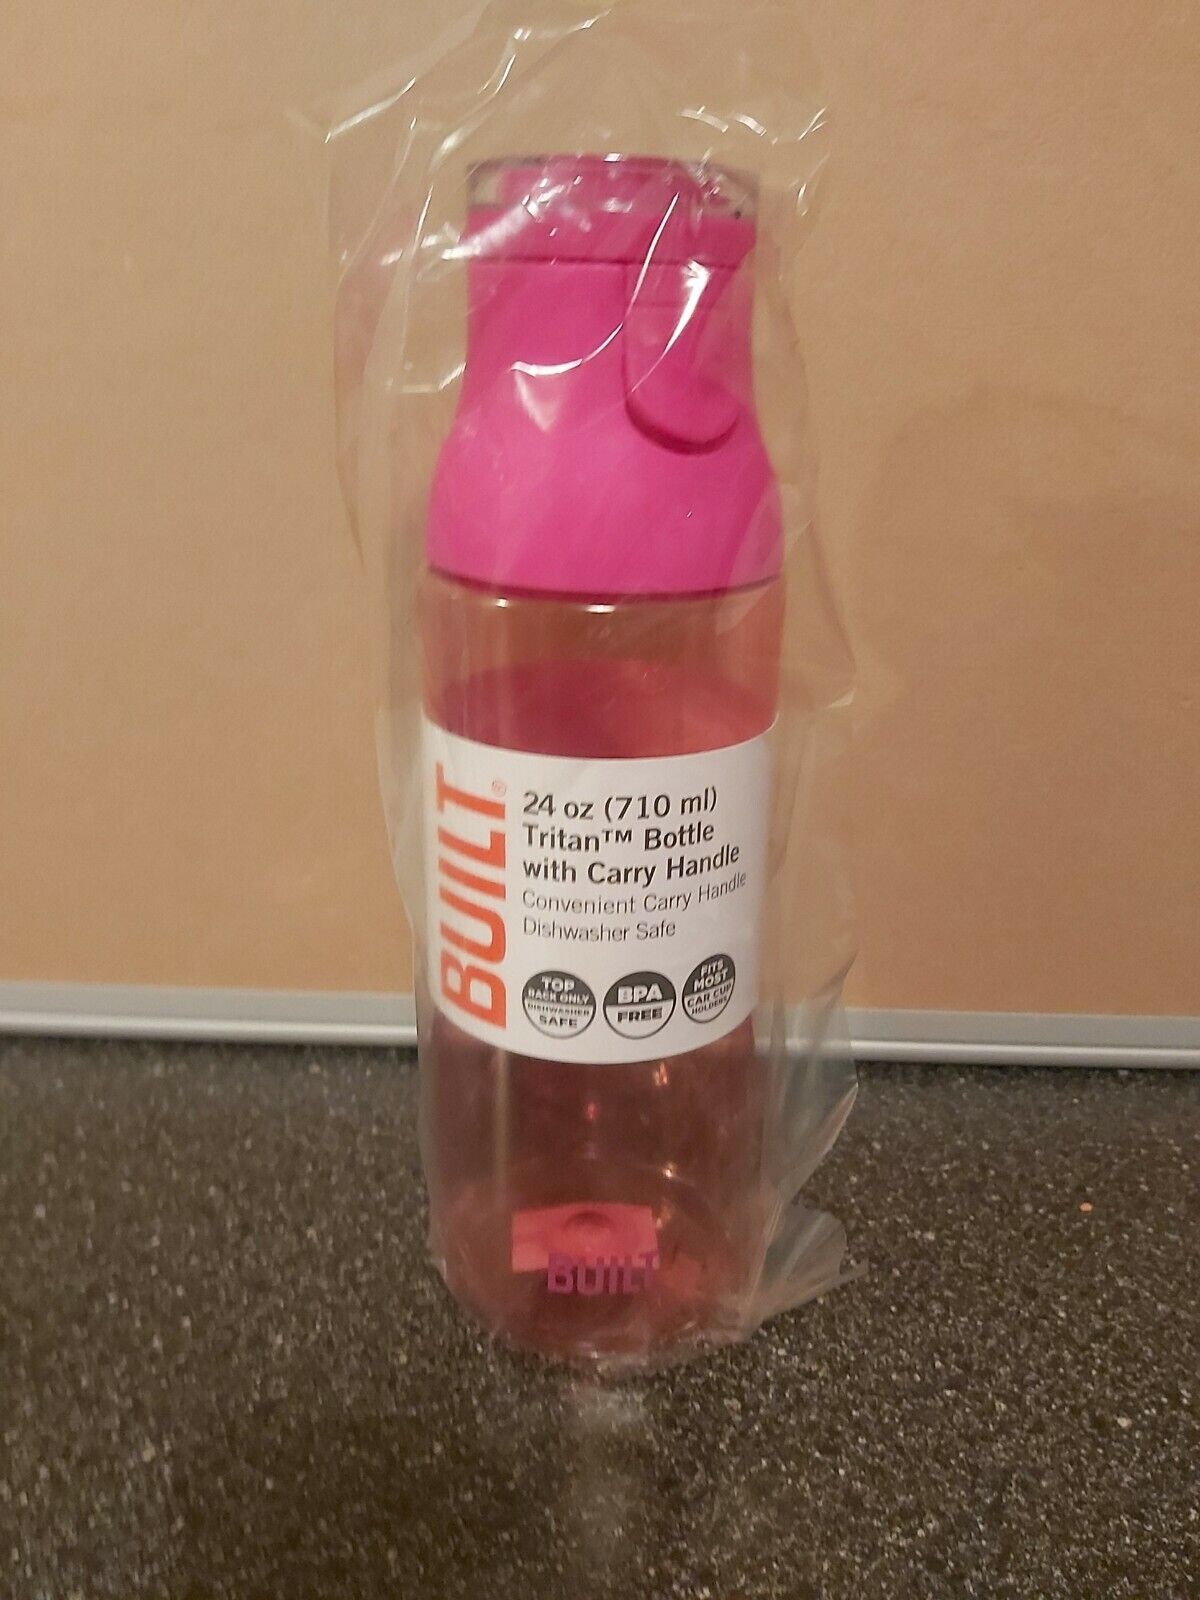 BUILT®
24 oz (710 ml)
Tritan™ Bottle
with Carry Handle
Convenient Carry Handle
Dishwasher Safe
TOP
RACK ONLY
DISHWASHER
SAFE
BPA
FREE
FITS
MOST
CAR CUP
HOLDERS
BUILT